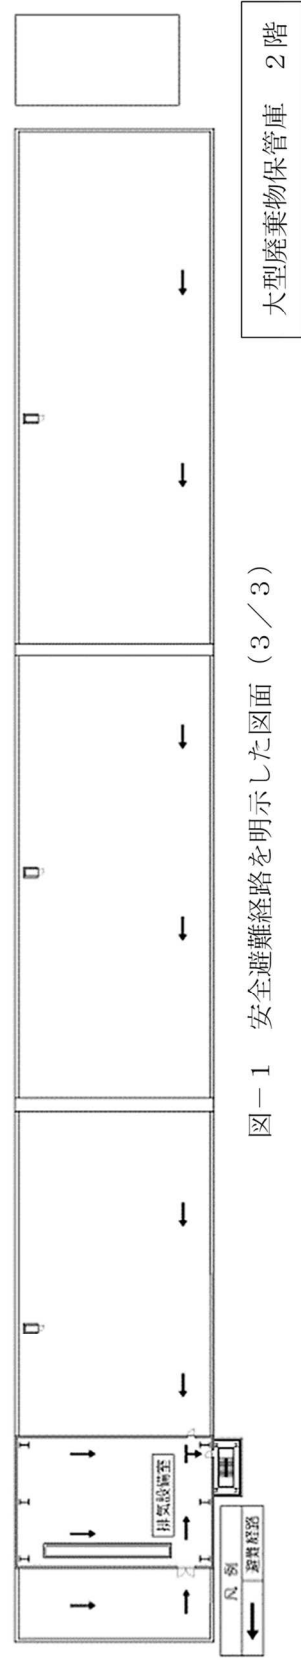 大型廃棄物保管庫　２階
排気設備室
凡 例
避難経路
図－１　安全避難経路を明示した図面（３／３）